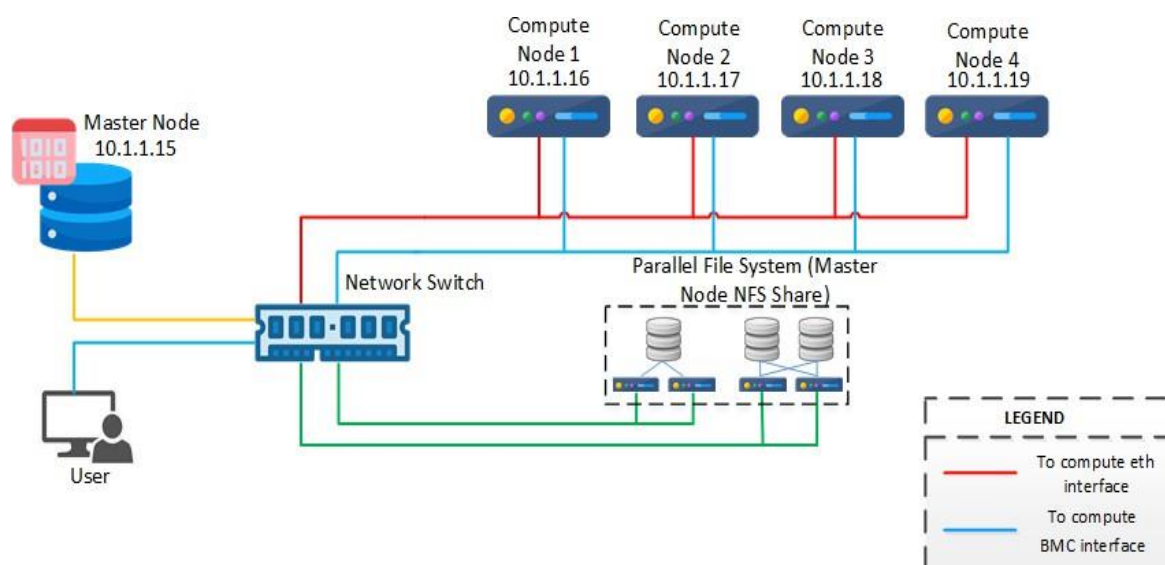 Compute
Node 1
10.1.1.16
Compute
Node 2
10.1.1.17
Compute
Node 3
10.1.1.18
Compute
Node 4
10.1.1.19
Master Node
10.1.1.15
1010
1010
Network Switch
Parallel File System (Master
Node NFS Share)
User
LEGEND
To compute eth
interface
To compute
BMC interface